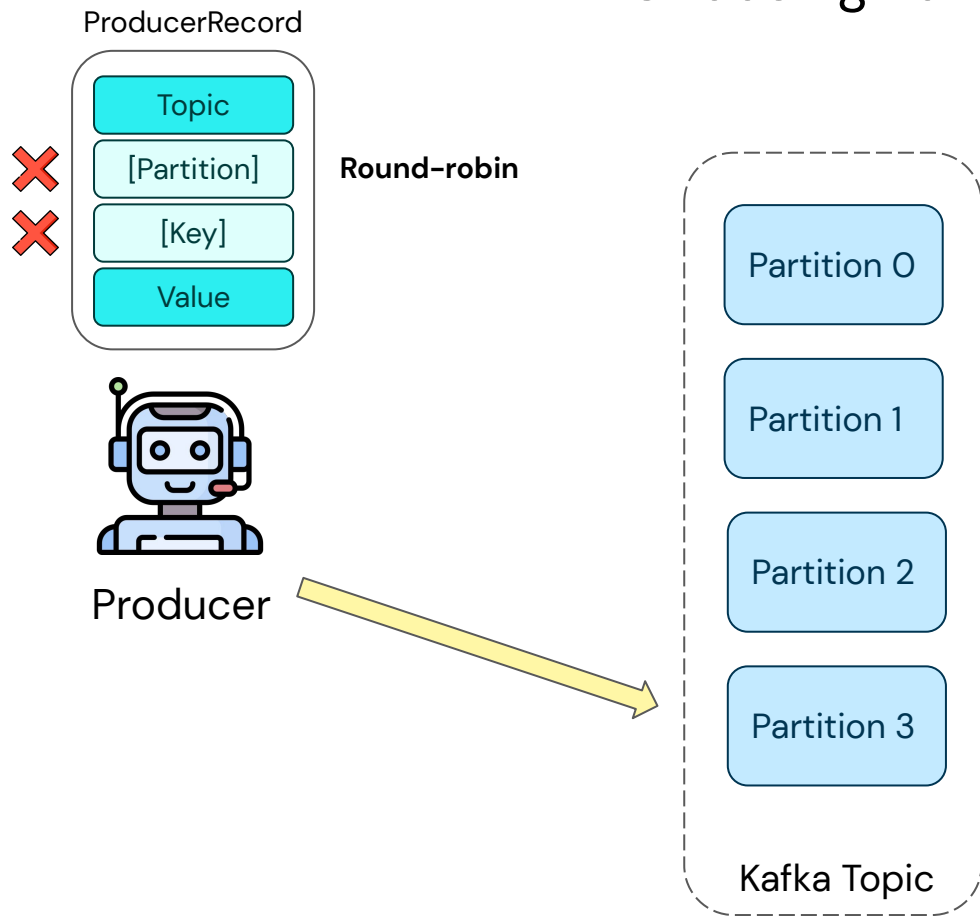 ProducerRecord
Topic
[Partition]
[Key]
Value
Round-robin
Producer
Partition 0
Partition 1
Partition 2
Partition 3
Kafka Topic